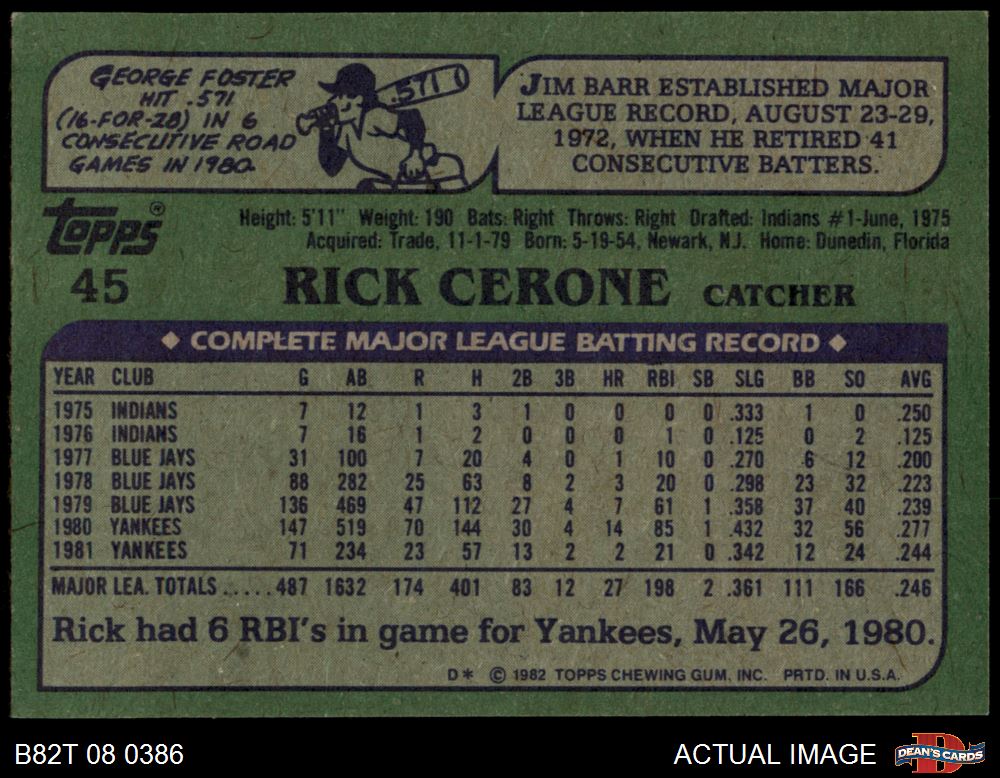 GEORGE FOSTER
HIT .571
(16-FOR-28) IN 6
CONSECUTIVE ROAD
GAMES IN 1980.
.571
JIM BARR ESTABLISHED MAJOR
LEAGUE RECORD, AUGUST 23-29,
1972, WHEN HE RETIRED 41
CONSECUTIVE BATTERS.
TOPPS®
Height: 5'11" Weight: 190 Bats: Right Throws: Right Drafted: Indians #1-June, 1975
Acquired: Trade, 11-1-79 Born: 5-19-54, Newark, N.J. Home: Dunedin, Florida
45 RICK CERONE CATCHER
◆ COMPLETE MAJOR LEAGUE BATTING RECORD ◆
YEAR CLUB G AB R H 2B 3B HR RBI SB SLG BB SO AVG
1975 INDIANS 7 12 1 3 1 0 0 0 0 .333 1 0 .250
1976 INDIANS 7 16 1 2 0 0 0 1 0 .125 0 2 .125
1977 BLUE JAYS 31 100 7 20 4 0 1 10 0 .270 6 12 .200
1978 BLUE JAYS 88 282 25 63 8 2 3 20 0 .298 23 32 .223
1979 BLUE JAYS 136 469 47 112 27 4 7 61 1 .358 37 40 .239
1980 YANKEES 147 519 70 144 30 4 14 85 1 .432 32 56 .277
1981 YANKEES 71 234 23 57 13 2 2 21 0 .342 12 24 .244
MAJOR LEA. TOTALS.....487 1632 174 401 83 12 27 198 2 .361 111 166 .246
Rick had 6 RBI's in game for Yankees, May 26, 1980.
D* © 1982 TOPPS CHEWING GUM, INC. PRTD. IN U.S.A.
B82T 08 0386
ACTUAL IMAGE
DEAN'S CARDS